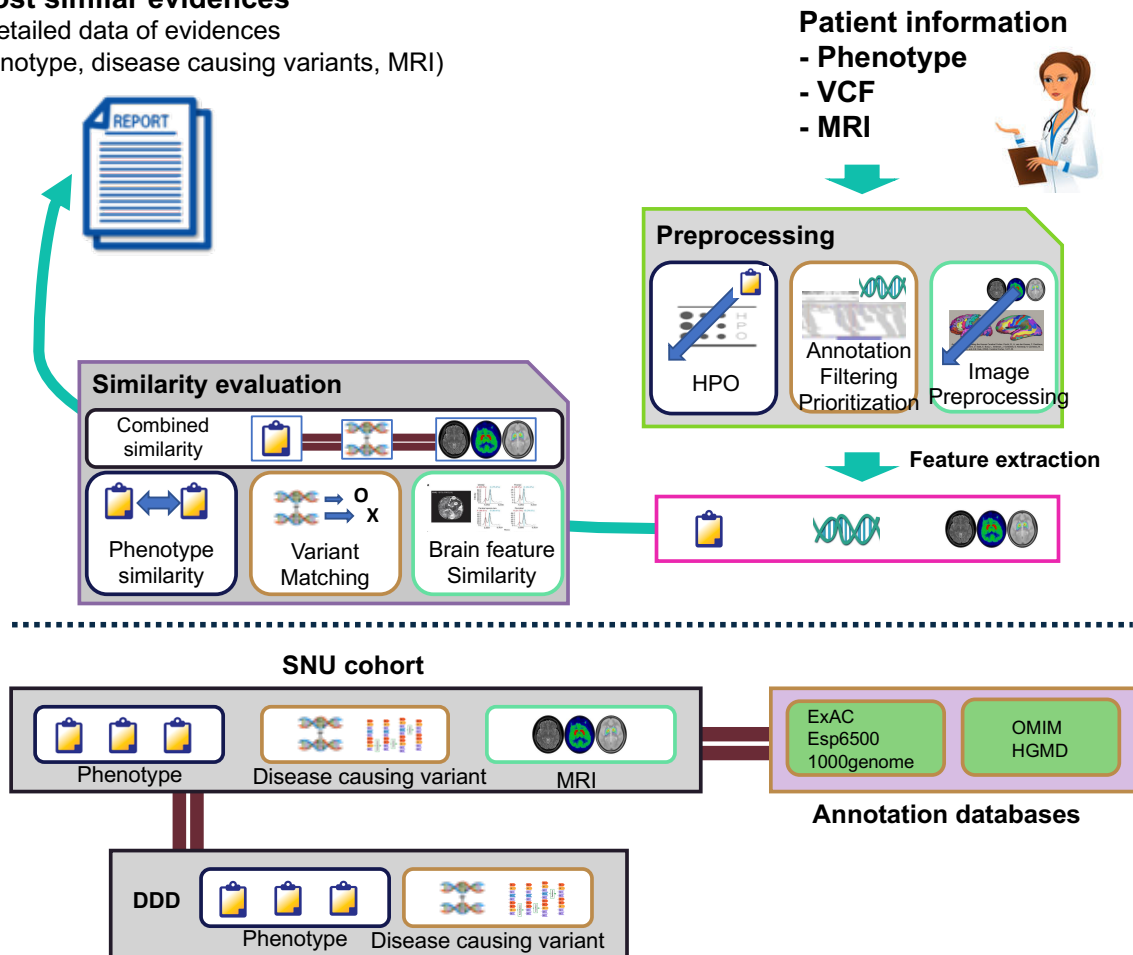 ost similar evidences
etailed data of evidences
notype, disease causing variants, MRI)
REPORT
Patient information
- Phenotype
- VCF
- MRI
Preprocessing
H
P
O
HPO
Annotation
Filtering
Prioritization
Image
Preprocessing
Feature extraction
Similarity evaluation
Combined
similarity
Phenotype
similarity
O
X
Variant
Matching
Brain feature
Similarity
SNU cohort
Phenotype
Disease causing variant
MRI
ExAC
Esp6500
1000genome
OMIM
HGMD
Annotation databases
DDD
Phenotype
Disease causing variant